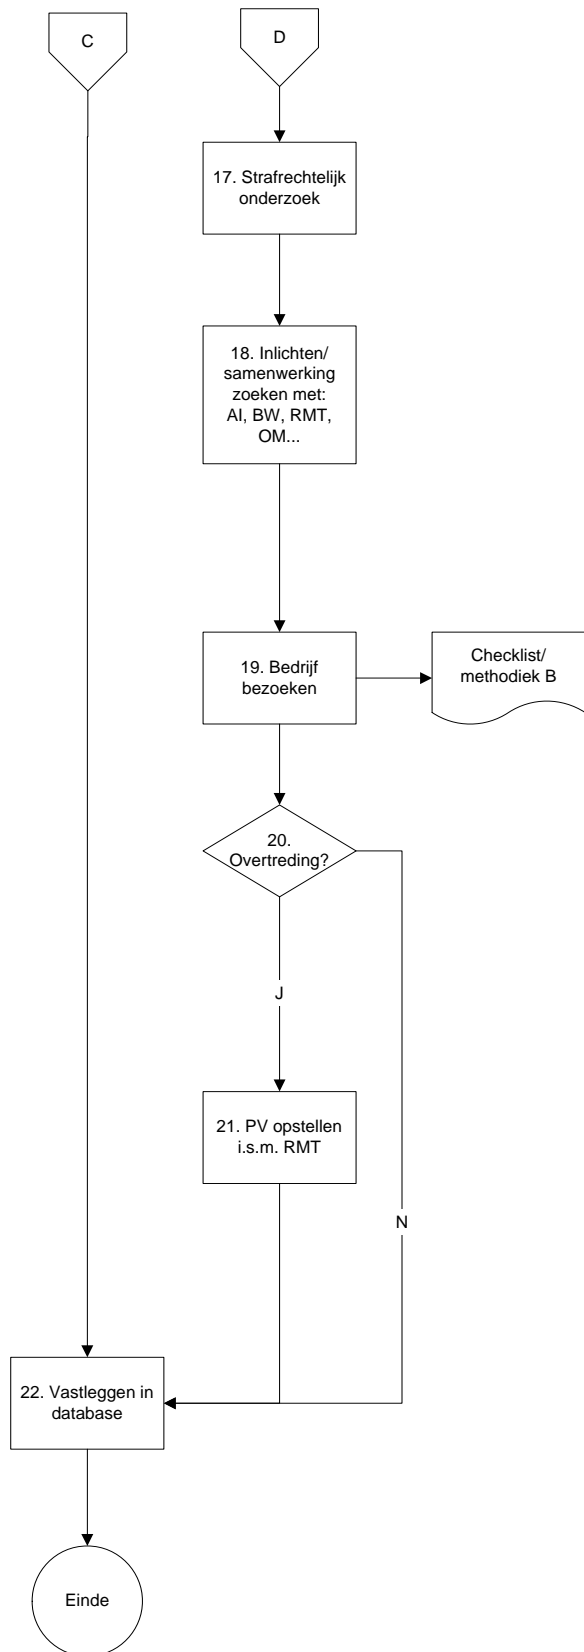 C
D
17. Strafrechtelijk
onderzoek
18. Inlichten/
samenwerking
zoeken met:
AI, BW, RMT,
OM...
19. Bedrijf
bezoeken
Checklist/
methodiek B
20.
Overtreding?
J
21. PV opstellen
i.s.m. RMT
N
22. Vastleggen in
database
Einde